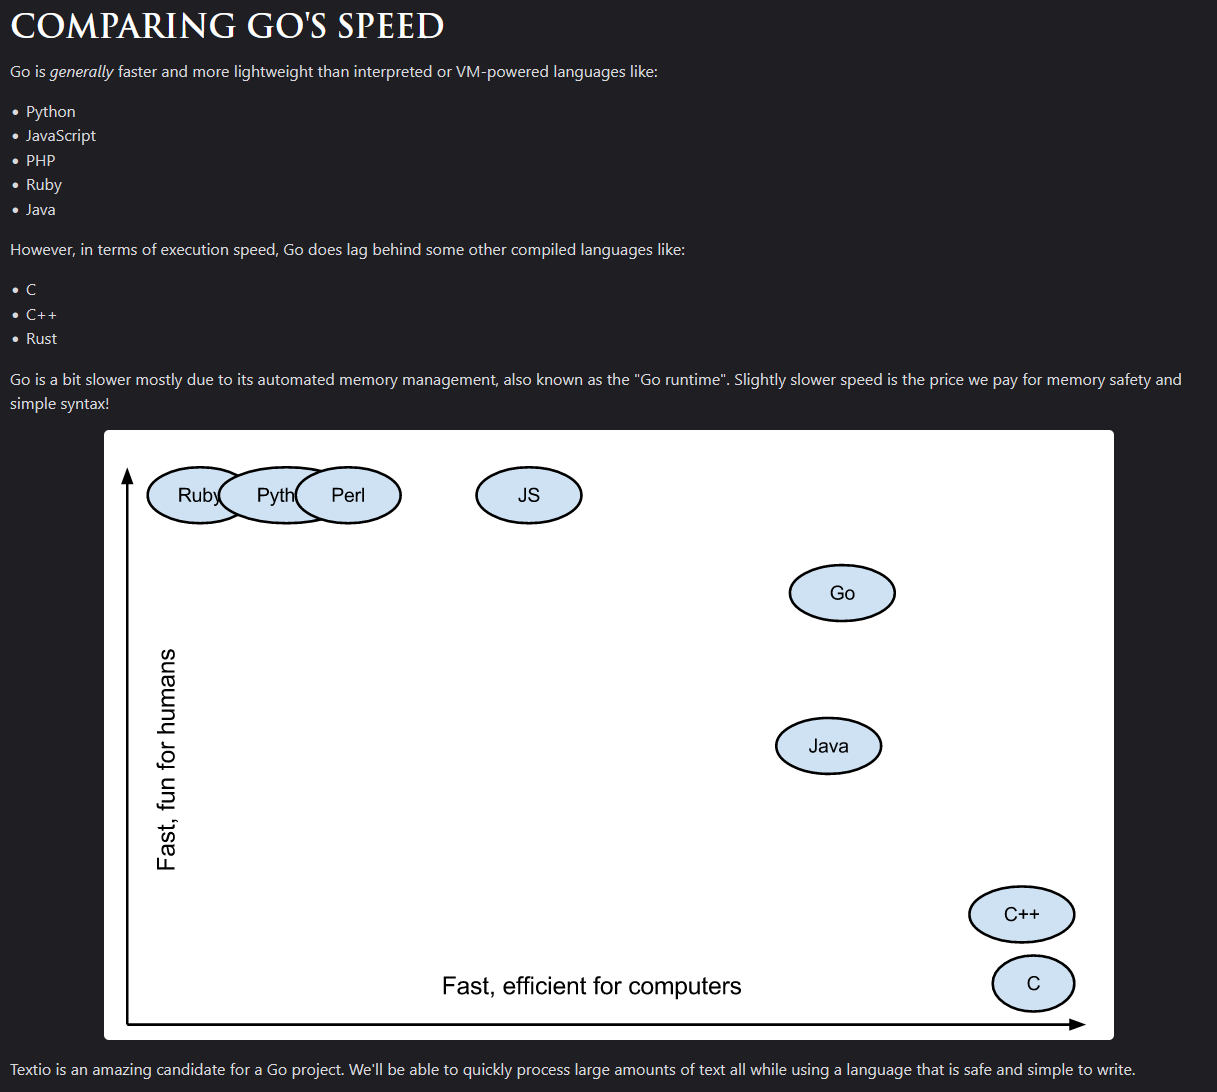 COMPARING GO'S SPEED
Go is generally faster and more lightweight than interpreted or VM-powered languages like:
• Python
• JavaScript
• PHP
• Ruby
• Java
However, in terms of execution speed, Go does lag behind some other compiled languages like:
• C
• C++
• Rust
Go is a bit slower mostly due to its automated memory management, also known as the "Go runtime". Slightly slower speed is the price we pay for memory safety and
simple syntax!
Ruby Pyth Perl JS
Go
Fast, fun for humans
Java
C++
Fast, efficient for computers
C
Textio is an amazing candidate for a Go project. We'll be able to quickly process large amounts of text all while using a language that is safe and simple to write.